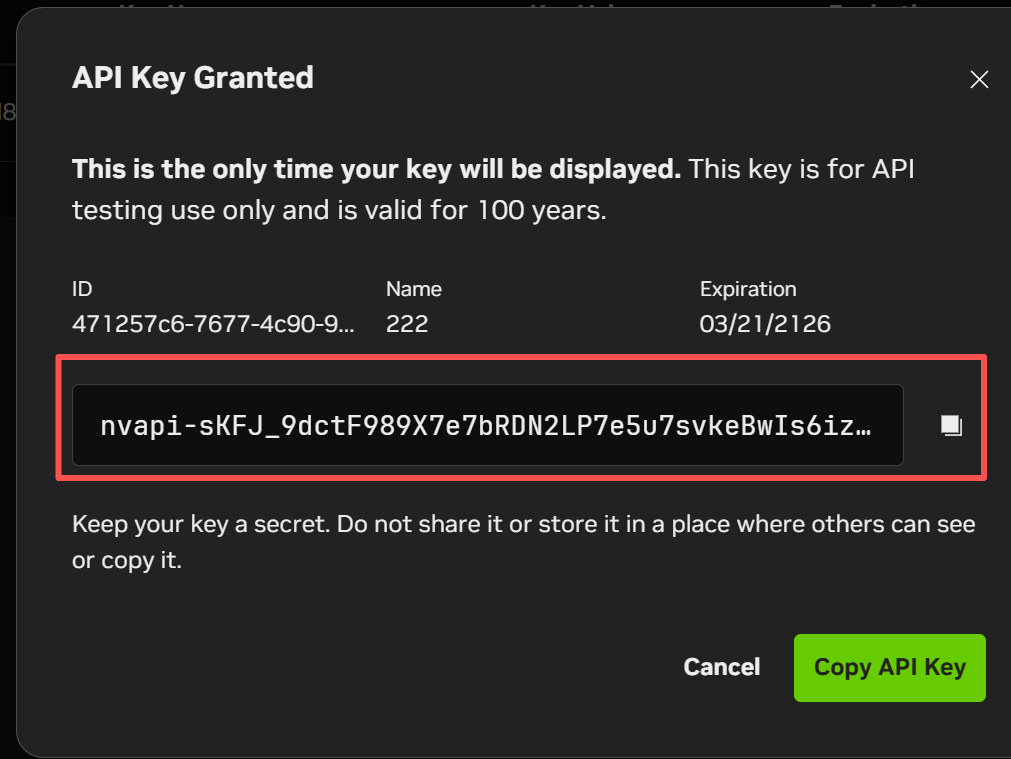 API Key Granted
This is the only time your key will be displayed. This key is for API
testing use only and is valid for 100 years.
ID Name Expiration
471257c6-7677-4c90-9... 222 03/21/2126
nvapi-sKFJ_9dctF989X7e7bRDN2LP7e5u7svkeBwIs6iz…
Keep your key a secret. Do not share it or store it in a place where others can see
or copy it.
Cancel Copy API Key